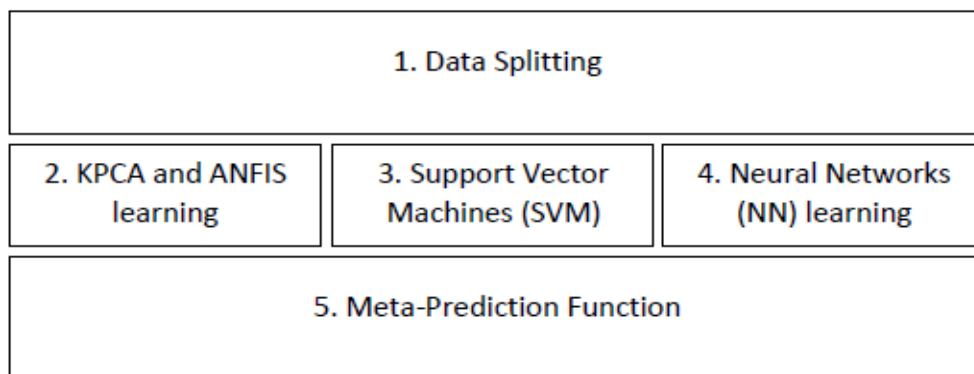 1. Data Splitting
2. KPCA and ANFIS
learning
3. Support Vector
Machines (SVM)
4. Neural Networks
(NN) learning
5. Meta-Prediction Function